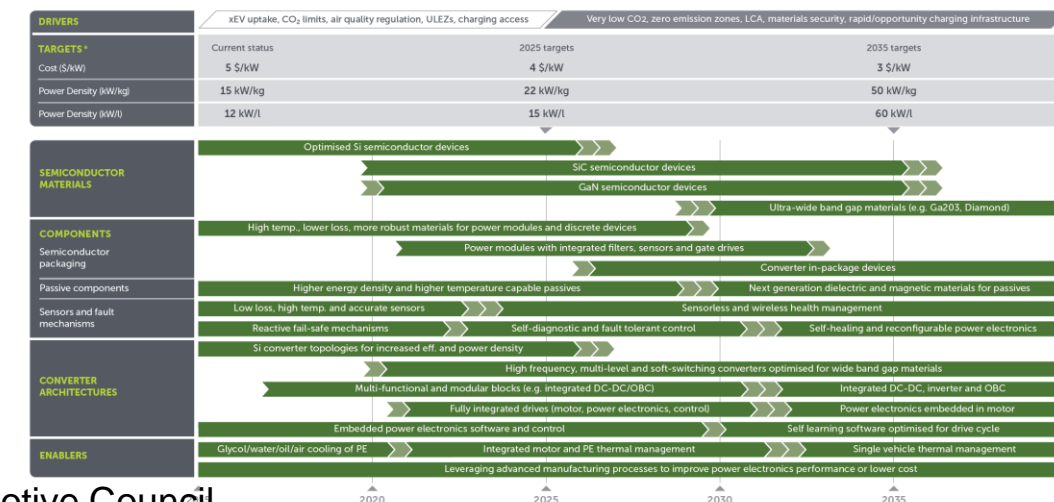 DRIVERS
xEV uptake, CO₂ limits, air quality regulation, ULEZs, charging access
Very low CO2, zero emission zones, LCA, materials security, rapid/opportunity charging infrastructure
TARGETS*
Current status
2025 targets
2035 targets
Cost ($/kW)
5 $/kW
4 $/kW
3 $/kW
Power Density (kW/kg)
15 kW/kg
22 kW/kg
50 kW/kg
Power Density (kW/l)
12 kW/l
15 kW/l
60 kW/l
SEMICONDUCTOR
MATERIALS
Optimised Si semiconductor devices
SiC semiconductor devices
GaN semiconductor devices
Ultra-wide band gap materials (e.g. Ga203, Diamond)
COMPONENTS
Semiconductor
packaging
High temp., lower loss, more robust materials for power modules and discrete devices
Power modules with integrated filters, sensors and gate drives
Converter in-package devices
Passive components
Higher energy density and higher temperature capable passives
Next generation dielectric and magnetic materials for passives
Sensors and fault
mechanisms
Low loss, high temp. and accurate sensors
Sensorless and wireless health management
Reactive fail-safe mechanisms
Self-diagnostic and fault tolerant control
Self-healing and reconfigurable power electronics
CONVERTER
ARCHITECTURES
Si converter topologies for increased eff. and power density
High frequency, multi-level and soft-switching converters optimised for wide band gap materials
Multi-functional and modular blocks (e.g. integrated DC-DC/OBC)
Integrated DC-DC, inverter and OBC
Fully integrated drives (motor, power electronics, control)
Power electronics embedded in motor
Embedded power electronics software and control
Self learning software optimised for drive cycle
ENABLERS
Glycol/water/oil/air cooling of PE
Integrated motor and PE thermal management
Single vehicle thermal management
Leveraging advanced manufacturing processes to improve power electronics performance or lower cost
2020
2025
2030
2035
otive Council